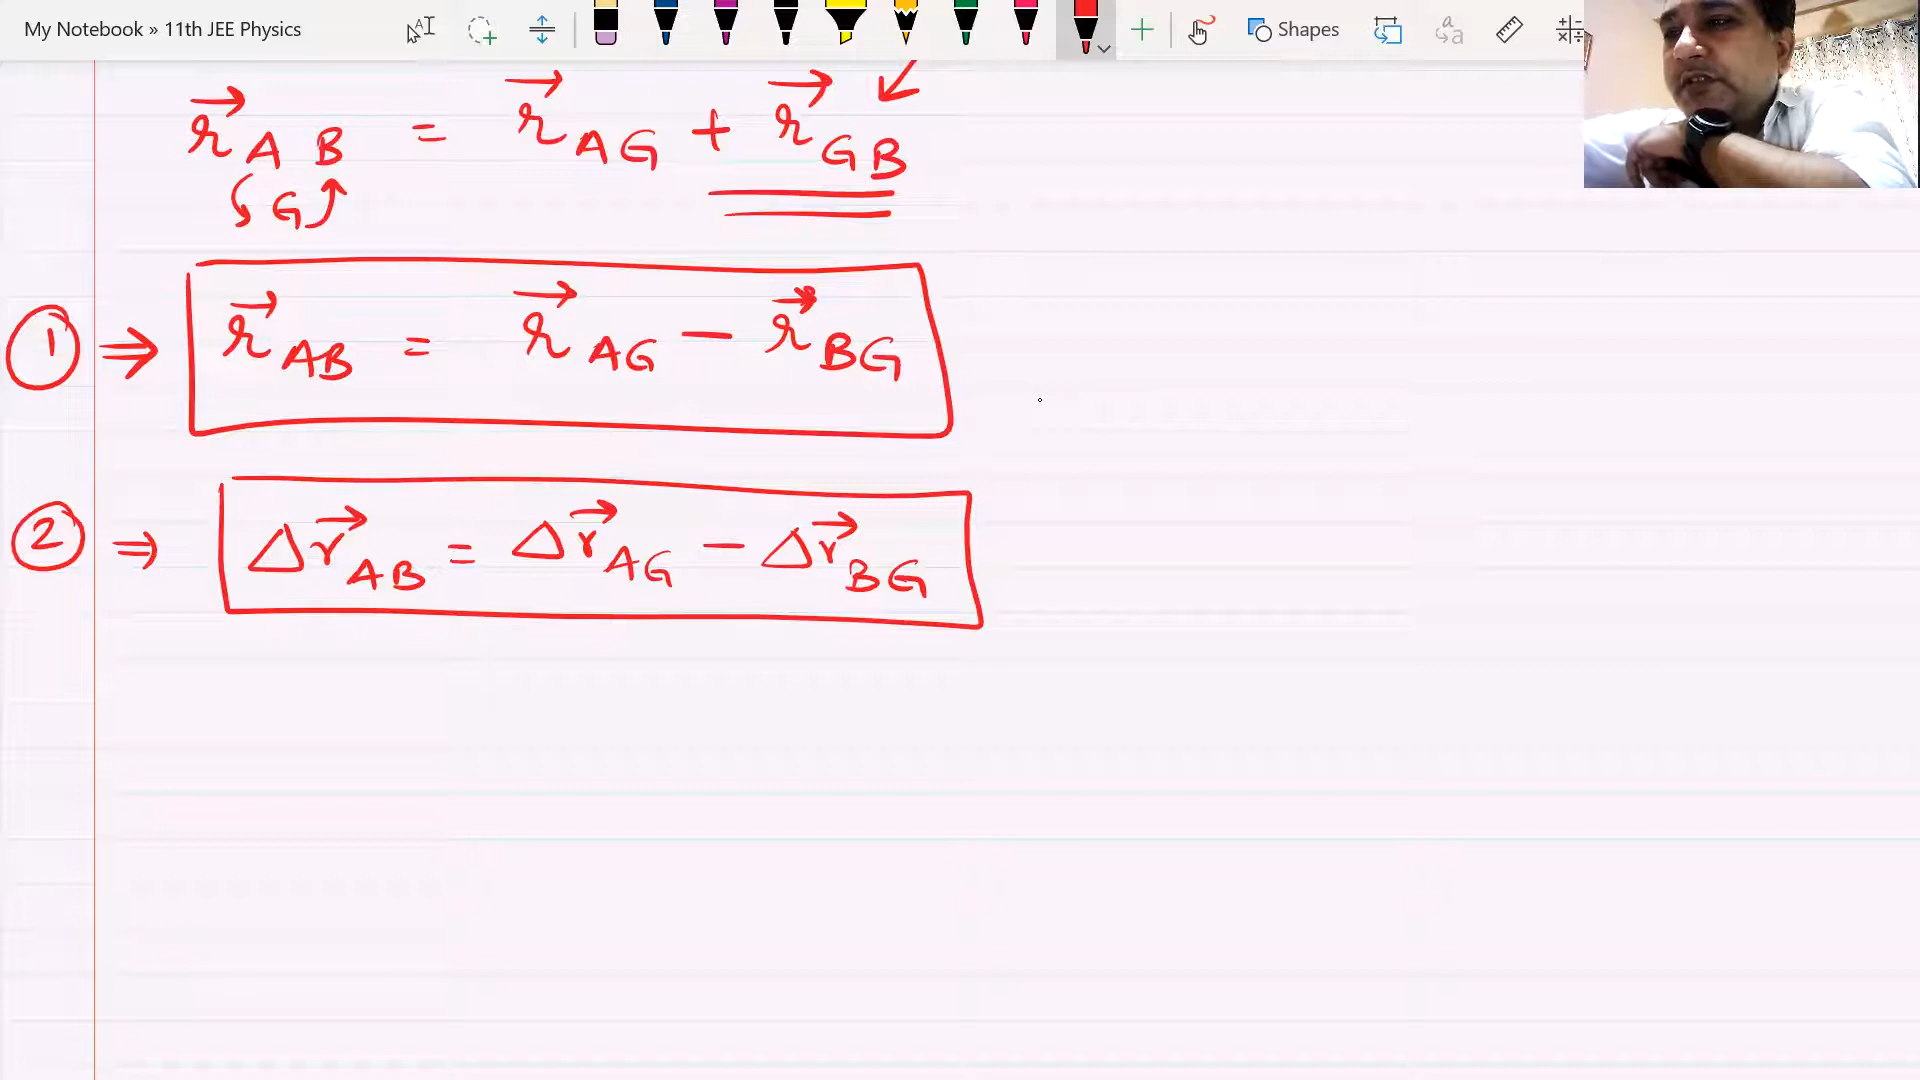 My Notebook » 11th JEE Physics
Shapes
r⃗ A B = r⃗ AG + r⃗ GB
G
① ⇒ r⃗ AB = r⃗ AG − r⃗ BG
② ⇒ Δr⃗ AB = Δr⃗ AG − Δr⃗ BG